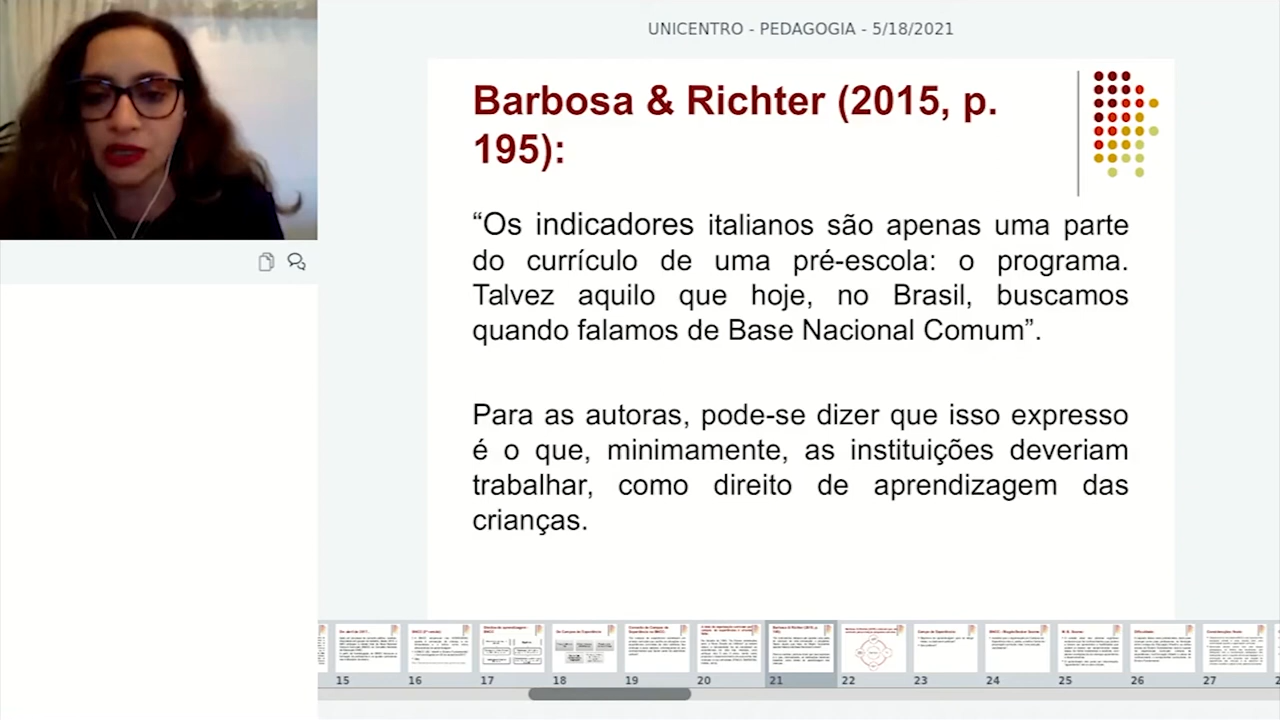 UNICENTRO - PEDAGOGIA - 5/18/2021
Barbosa & Richter (2015, p.
195):
“Os indicadores italianos são apenas uma parte
do currículo de uma pré-escola: o programa.
Talvez aquilo que hoje, no Brasil, buscamos
quando falamos de Base Nacional Comum”.
Para as autoras, pode-se dizer que isso expresso
é o que, minimamente, as instituições deveriam
trabalhar, como direito de aprendizagem das
crianças.
15 16 17 18 19 20 21 22 23 24 25 26 27